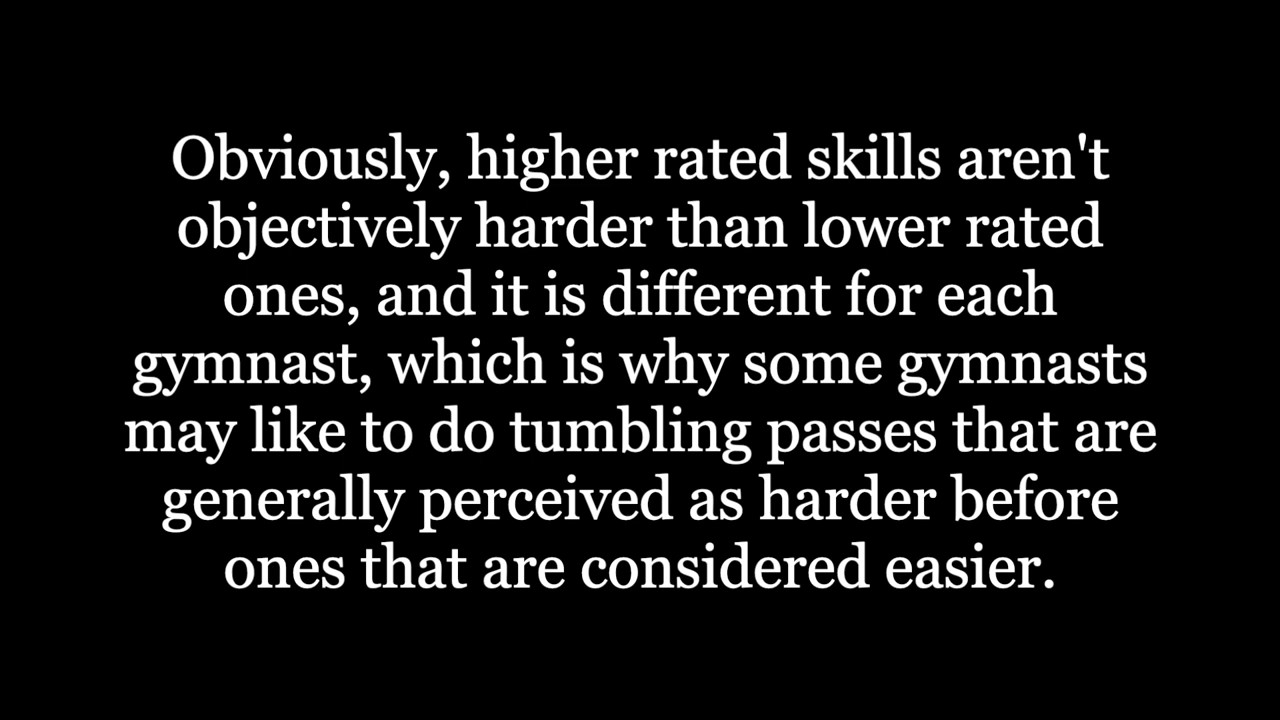 Obviously, higher rated skills aren't
objectively harder than lower rated
ones, and it is different for each
gymnast, which is why some gymnasts
may like to do tumbling passes that are
generally perceived as harder before
ones that are considered easier.